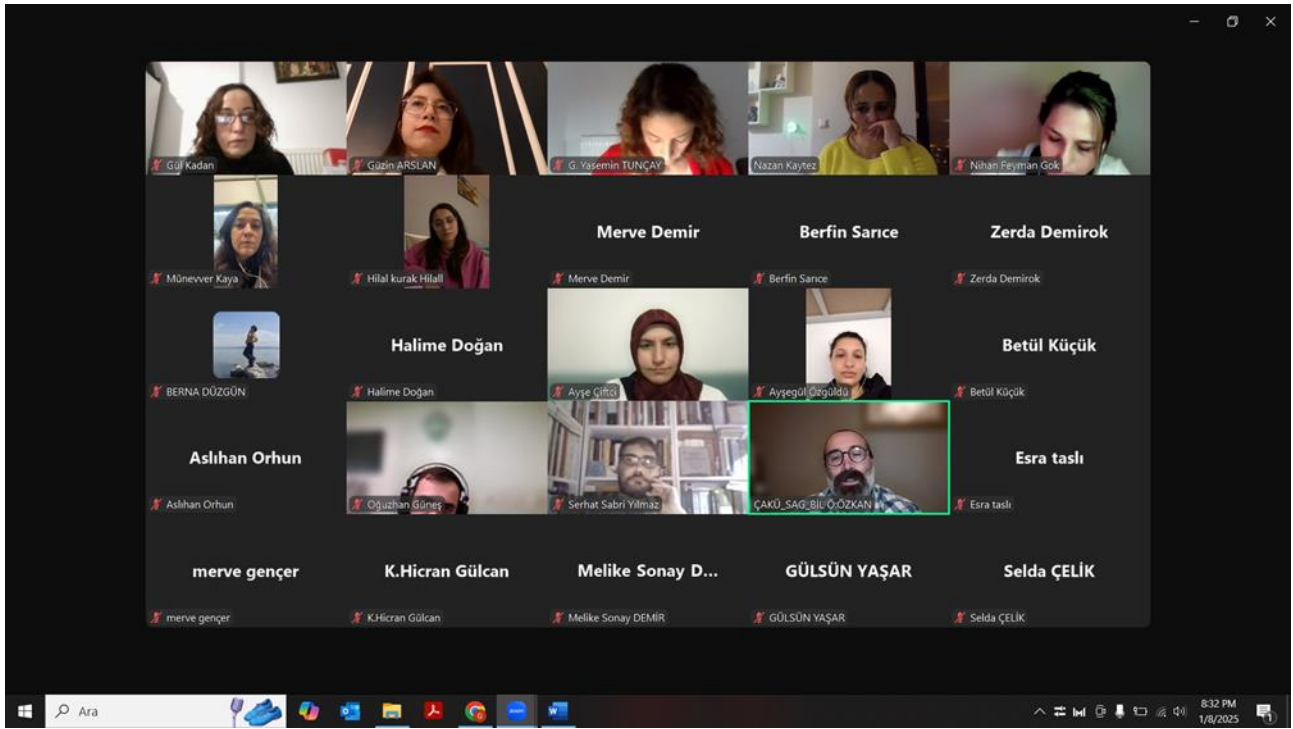 Gül Kadan
Güzin ARSLAN
G. Yasemin TUNÇAY
Nazan Kaytez
Nihan Feyman Gok
Münevver Kaya
Hilal kurak Hilall
Merve Demir
Merve Demir
Berfin Sarıce
Berfin Sarıce
Zerda Demirok
Zerda Demirok
BERNA DÜZGÜN
Halime Doğan
Halime Doğan
Ayşe Çiftci
Ayşegül Özgüldü
Betül Küçük
Betül Küçük
Aslıhan Orhun
Aslıhan Orhun
Oğuzhan Güneş
Serhat Sabri Yılmaz
ÇAKÜ_SAG_BİL Ö:ÖZKAN
Esra taslı
Esra taslı
merve gençer
merve gençer
K.Hicran Gülcan
K.Hicran Gülcan
Melike Sonay D...
Melike Sonay DEMİR
GÜLSÜN YAŞAR
GÜLSÜN YAŞAR
Selda ÇELİK
Selda ÇELİK
Ara
8:32 PM
1/8/2025